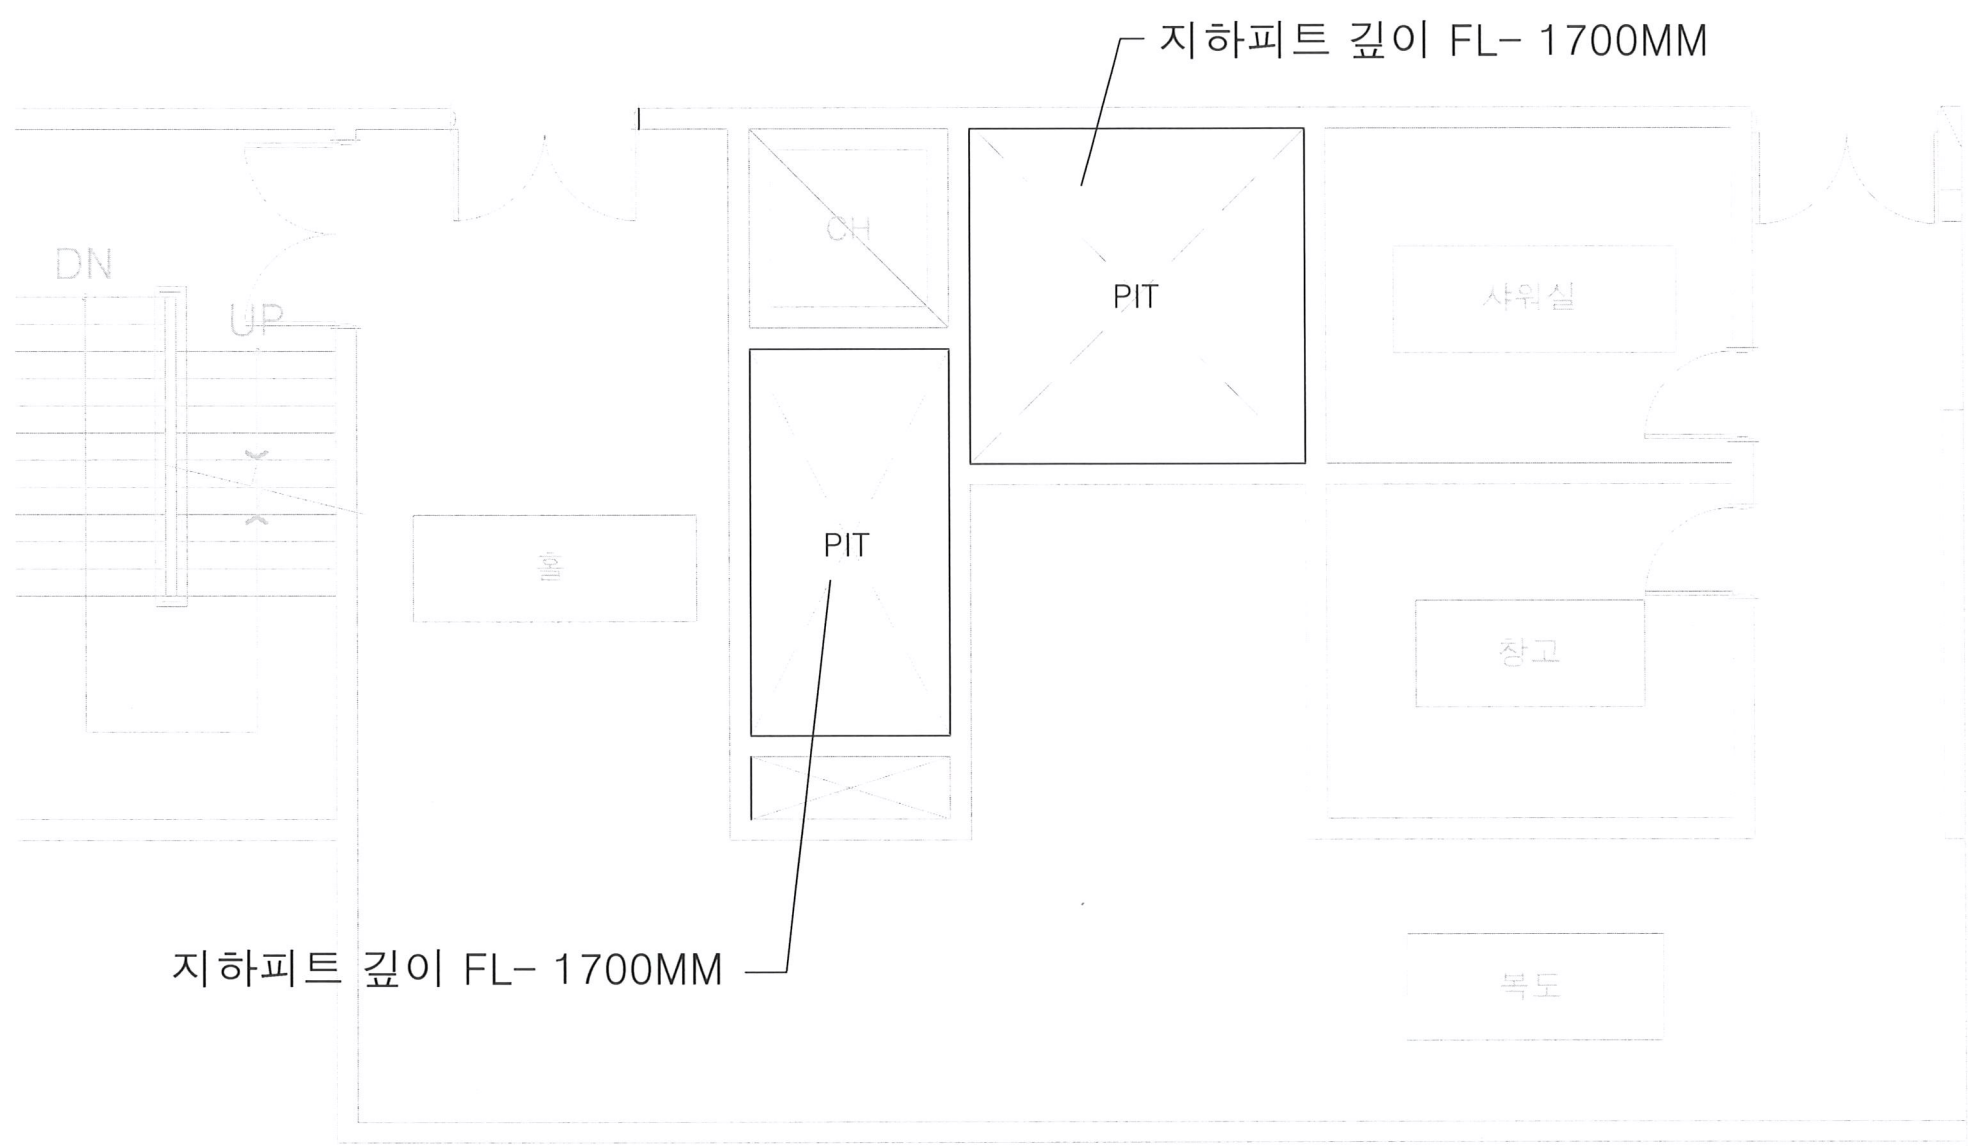 지하피트 깊이 FL- 1700MM
CH
DN
UP
PIT
샤워실
PIT
홀
창고
지하피트 깊이 FL- 1700MM
복도